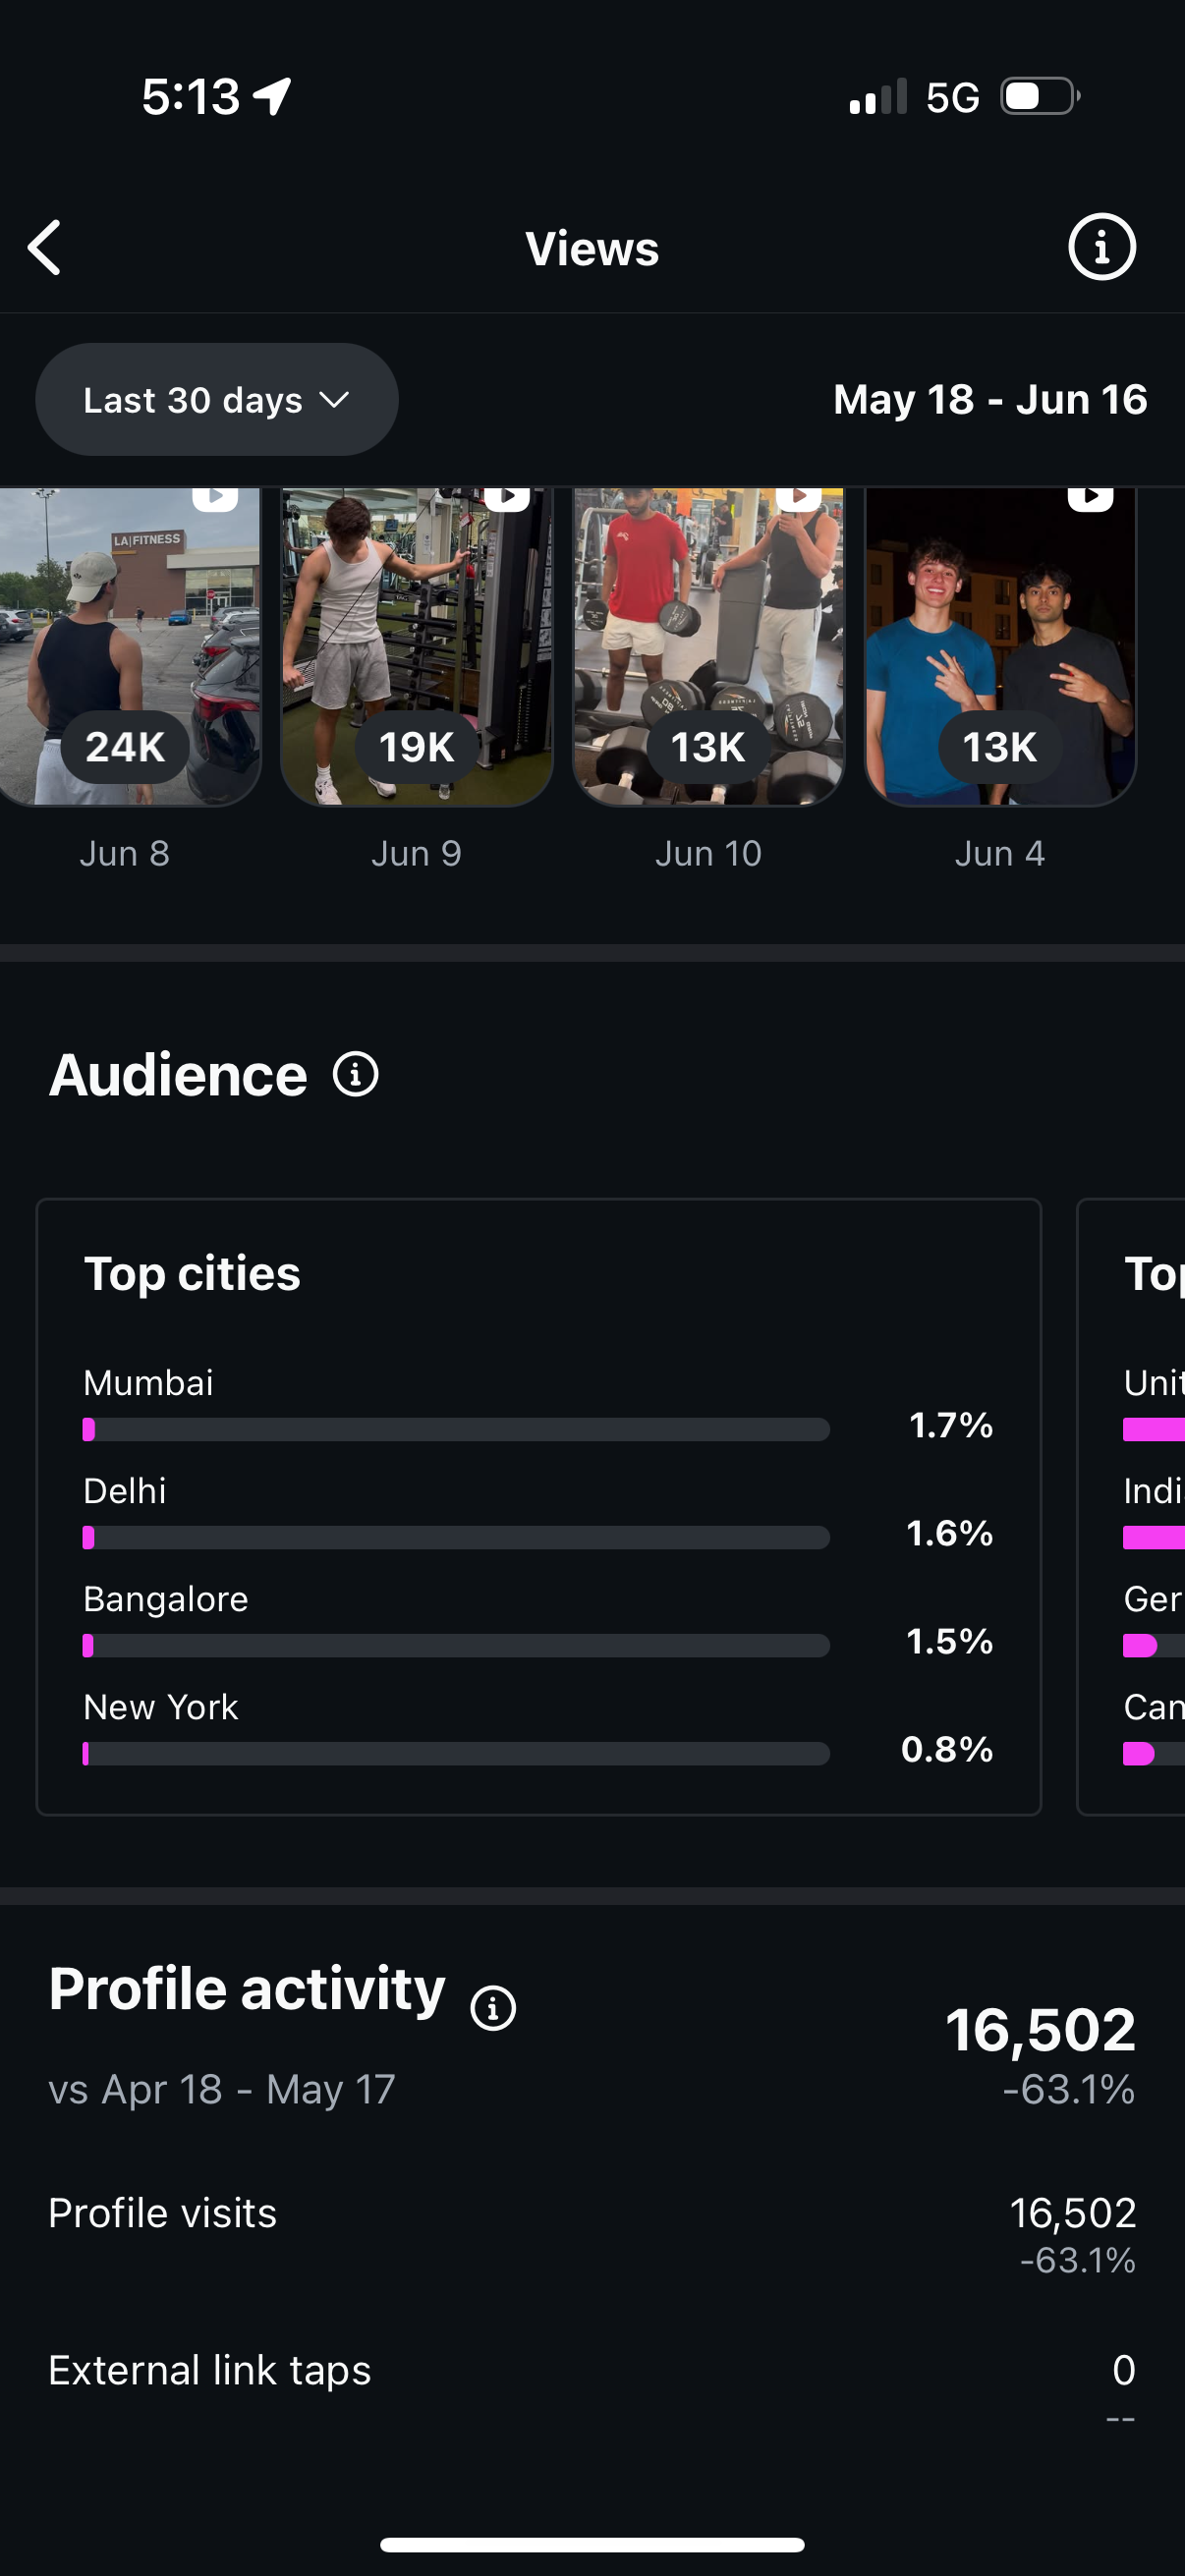 5:13
5G
Views
Last 30 days
May 18 - Jun 16
LA|FITNESS
24K
19K
13K
13K
Jun 8
Jun 9
Jun 10
Jun 4
Audience
Top cities
Mumbai
1.7%
Delhi
1.6%
Bangalore
1.5%
New York
0.8%
Top
Unit
Indi
Ger
Can
Profile activity
16,502
vs Apr 18 - May 17
-63.1%
Profile visits
16,502
-63.1%
External link taps
0
--